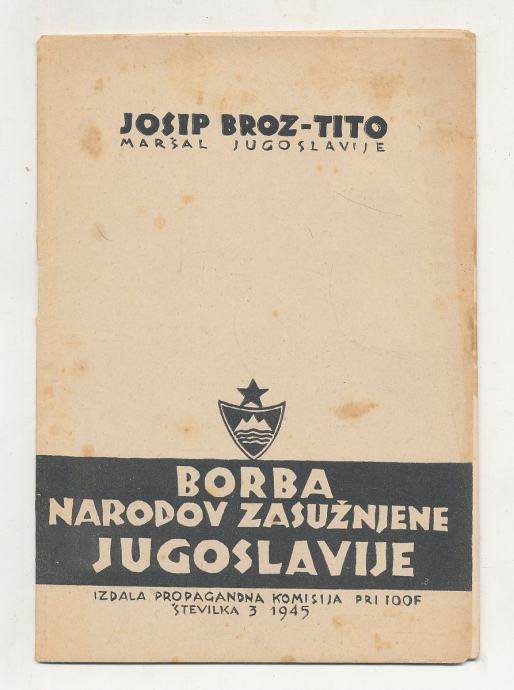 JOSIP BROZ-TITO
MARŠAL JUGOSLAVIJE
BORBA
NARODOV ZASUŽNJENE
JUGOSLAVIJE
IZDALA PROPAGANDNA KOMISIJA PRI IOOF
ŠTEVILKA 3 1945